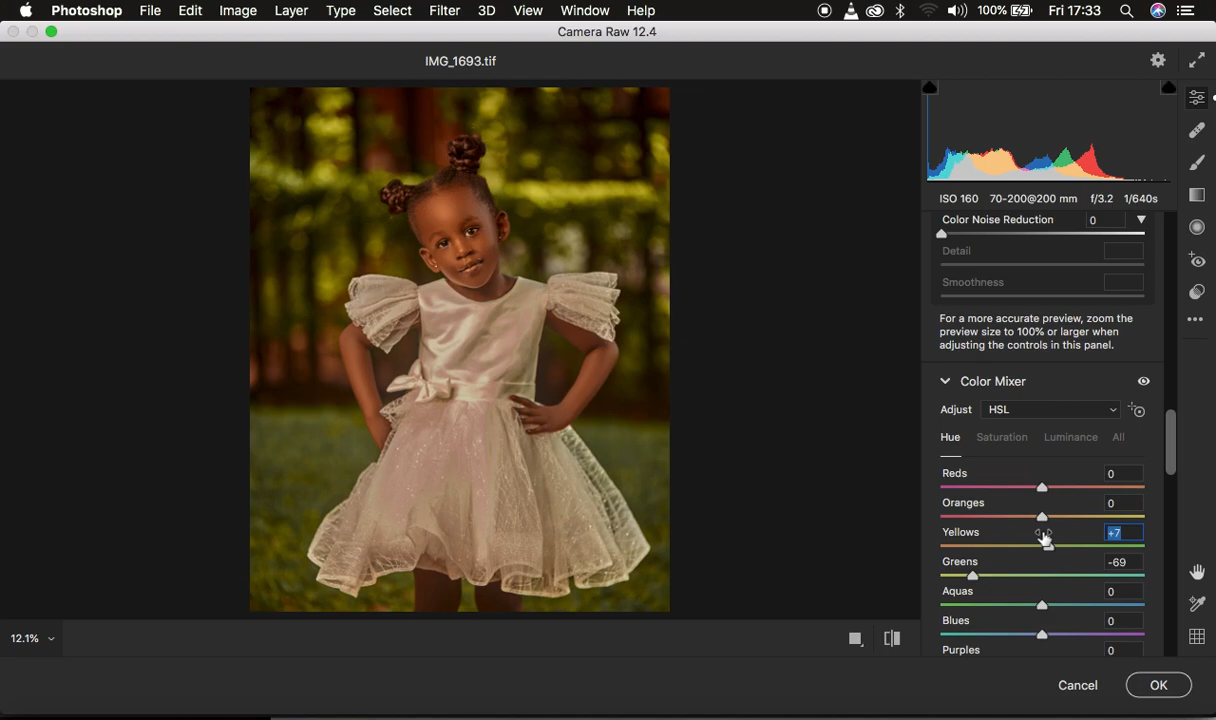 Photoshop File Edit Image Layer Type Select Filter 3D View Window Help 100% Fri 17:33
Camera Raw 12.4
IMG_1693.tif
ISO 160 70-200@200 mm f/3.2 1/640s
Color Noise Reduction 0
Detail
Smoothness
For a more accurate preview, zoom the
preview size to 100% or larger when
adjusting the controls in this panel.
Color Mixer
Adjust HSL
Hue Saturation Luminance All
Reds 0
Oranges 0
Yellows +7
Greens -69
Aquas 0
Blues 0
Purples 0
12.1%
Cancel OK